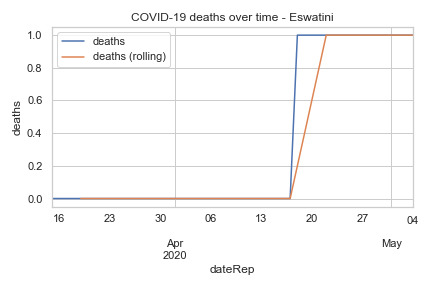 COVID-19 deaths over time - Eswatini
deaths
deaths (rolling)
1.0
0.8
0.6
0.4
0.2
0.0
deaths
16 23 30 06 13 20 27 04
Apr May
2020
dateRep